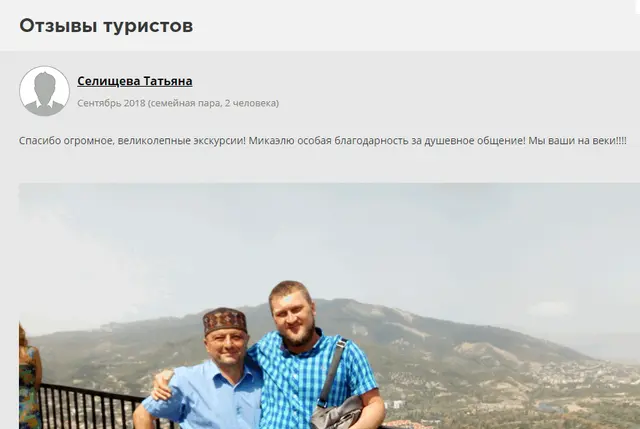 Отзывы туристов
Селищева Татьяна
Сентябрь 2018 (семейная пара, 2 человека)
Спасибо огромное, великолепные экскурсии! Микаэлю особая благодарность за душевное общение! Мы ваши на веки!!!!